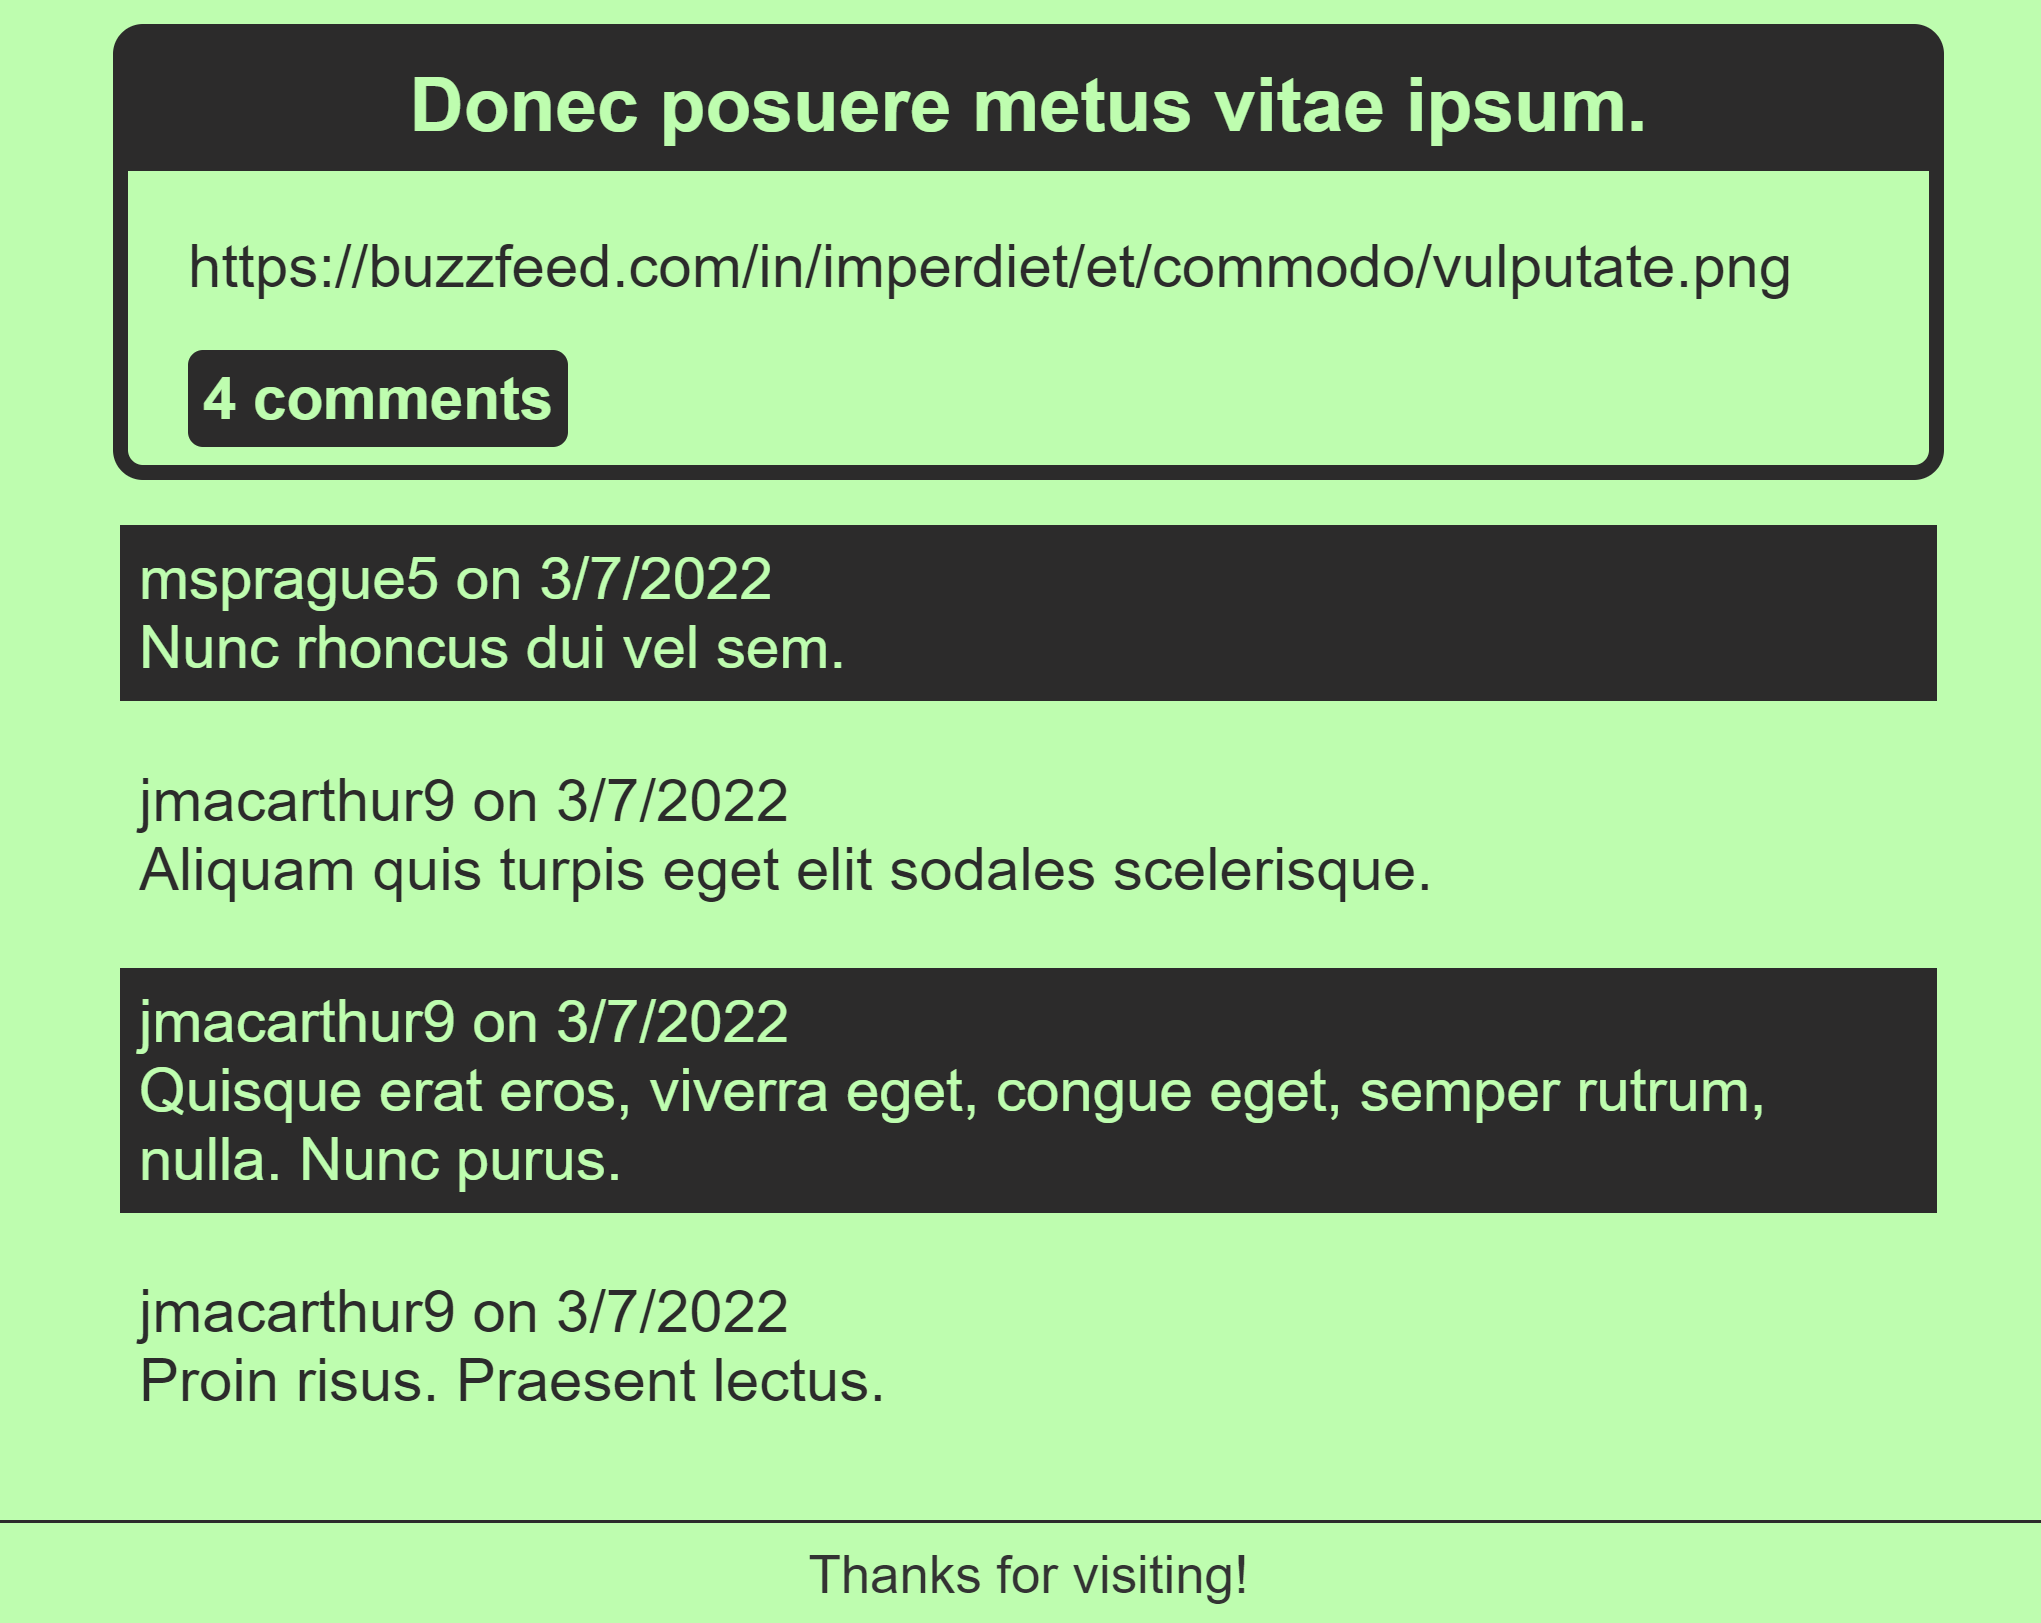 Donec posuere metus vitae ipsum.
https://buzzfeed.com/in/imperdiet/et/commodo/vulputate.png
4 comments
msprague5 on 3/7/2022
Nunc rhoncus dui vel sem.
jmacarthur9 on 3/7/2022
Aliquam quis turpis eget elit sodales scelerisque.
jmacarthur9 on 3/7/2022
Quisque erat eros, viverra eget, congue eget, semper rutrum,
nulla. Nunc purus.
jmacarthur9 on 3/7/2022
Proin risus. Praesent lectus.
Thanks for visiting!